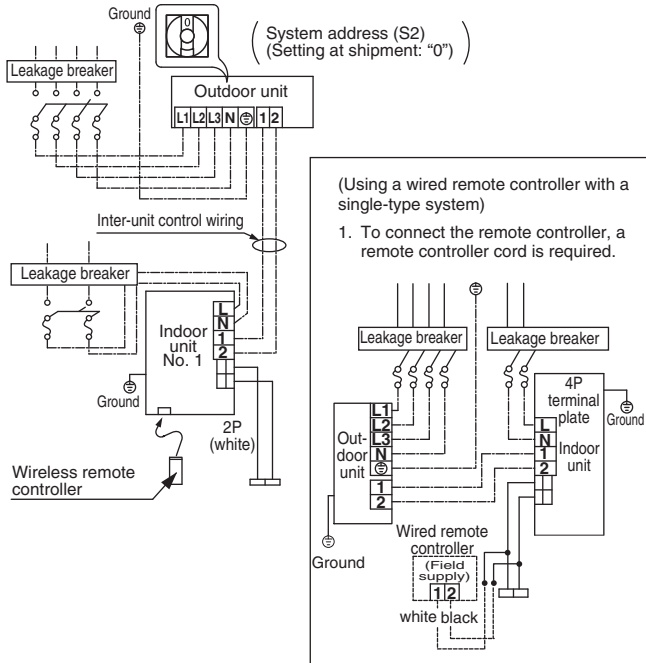 Ground
0
System address (S2)
(Setting at shipment: “0”)
Leakage breaker
Outdoor unit
L1 L2 L3 N 1 2
Inter-unit control wiring
Leakage breaker
L
N
1
2
Indoor
unit
No. 1
Ground
2P
(white)
Wireless remote
controller
(Using a wired remote controller with a
single-type system)
1. To connect the remote controller, a
remote controller cord is required.
Leakage breaker
Leakage breaker
4P
terminal
plate
Ground
L1
L2
L3
N
1
2
Out-
door
unit
L
N
1
2
Indoor
unit
Ground
Wired remote
controller
(Field
supply)
1 2
white black